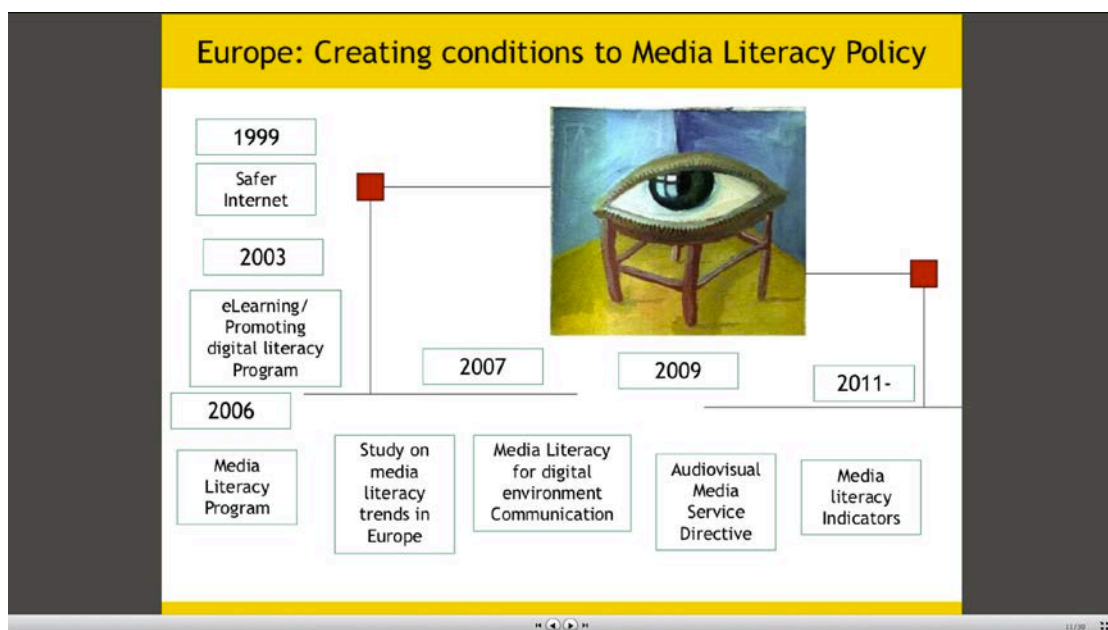 Europe: Creating conditions to Media Literacy Policy
1999
Safer
Internet
2003
eLearning/
Promoting
digital literacy
Program
2006
Media
Literacy
Program
2007
Study on
media
literacy
trends in
Europe
Media Literacy
for digital
environment
Communication
2009
Audiovisual
Media
Service
Directive
2011-
Media
literacy
Indicators
11/30